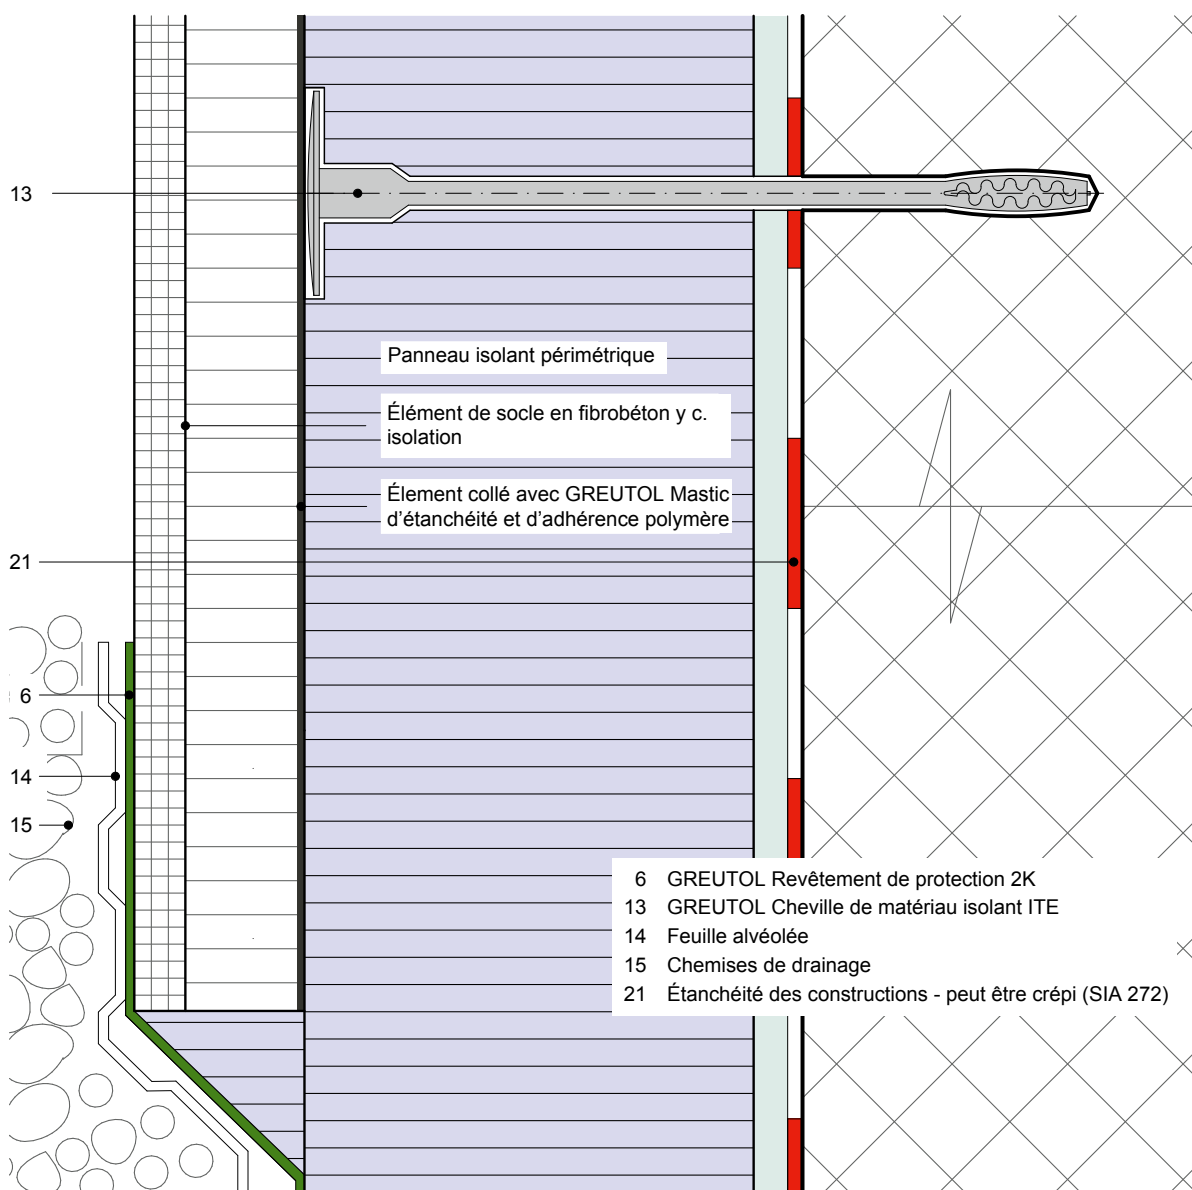 13
Panneau isolant périmétrique
Élément de socle en fibrobéton y c.
isolation
Élement collé avec GREUTOL Mastic
d'étanchéité et d'adhérence polymère
21
6
14
15
6 GREUTOL Revêtement de protection 2K
13 GREUTOL Cheville de matériau isolant ITE
14 Feuille alvéolée
15 Chemises de drainage
21 Étanchéité des constructions - peut être crépi (SIA 272)